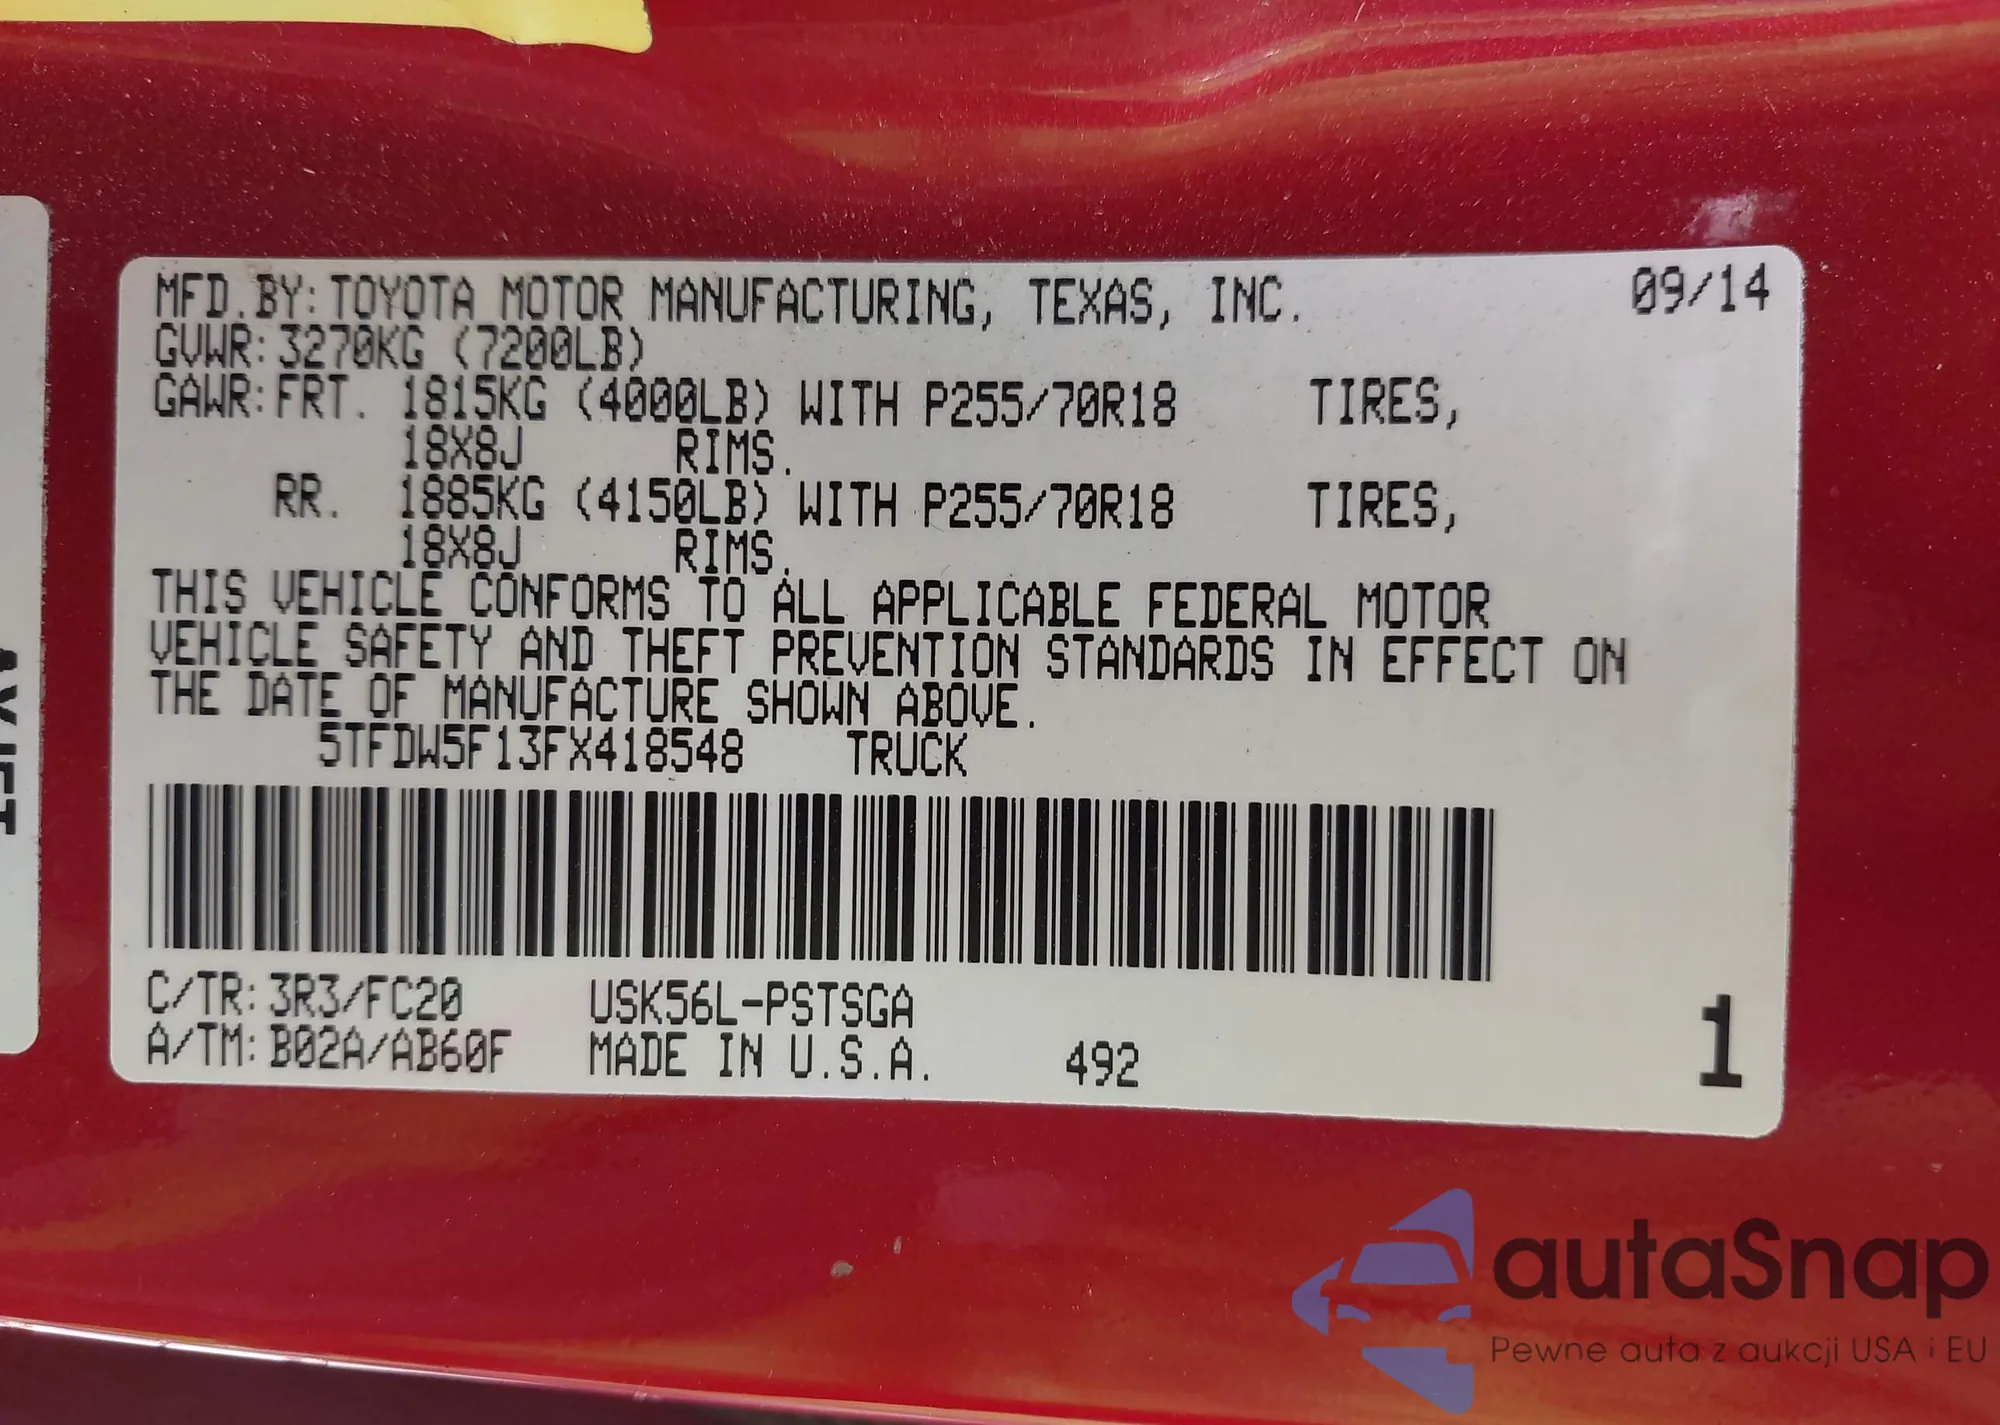 MFD.BY:TOYOTA MOTOR MANUFACTURING, TEXAS, INC. 09/14
GVWR:3270KG (7200LB)
GAWR:FRT. 1815KG (4000LB) WITH P255/70R18 TIRES,
18X8J RIMS.
RR. 1885KG (4150LB) WITH P255/70R18 TIRES,
18X8J RIMS.
THIS VEHICLE CONFORMS TO ALL APPLICABLE FEDERAL MOTOR
VEHICLE SAFETY AND THEFT PREVENTION STANDARDS IN EFFECT ON
THE DATE OF MANUFACTURE SHOWN ABOVE.
5TFDW5F13FX418548 TRUCK
C/TR:3R3/FC20 USK56L-PSTSGA
A/TM:B02A/AB60F MADE IN U.S.A. 492 1
autaSnap
Pewne auta z aukcji USA i EU